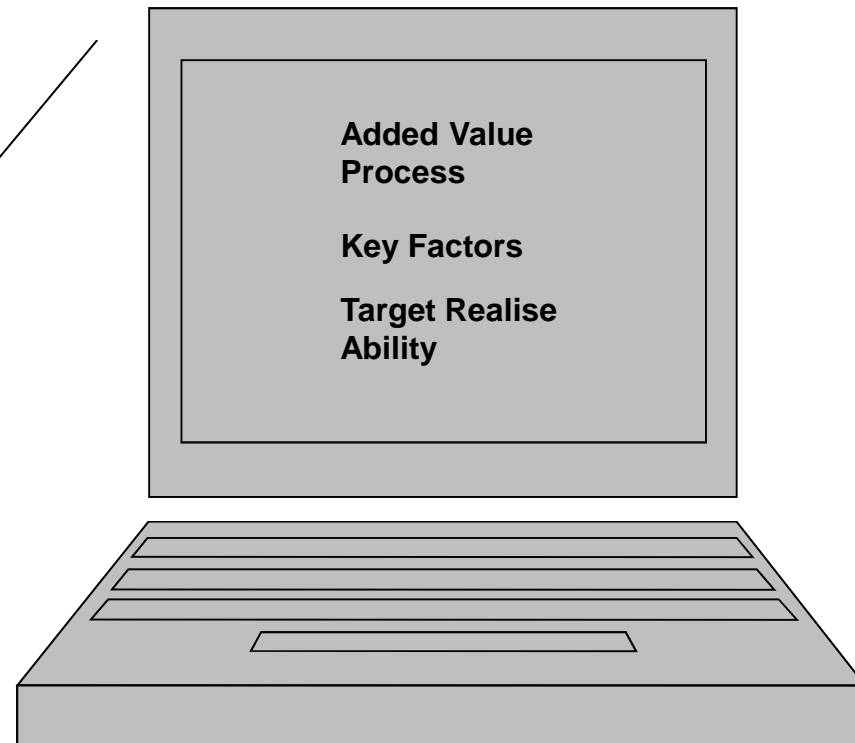 Added Value
Process
Key Factors
Target Realise
Ability